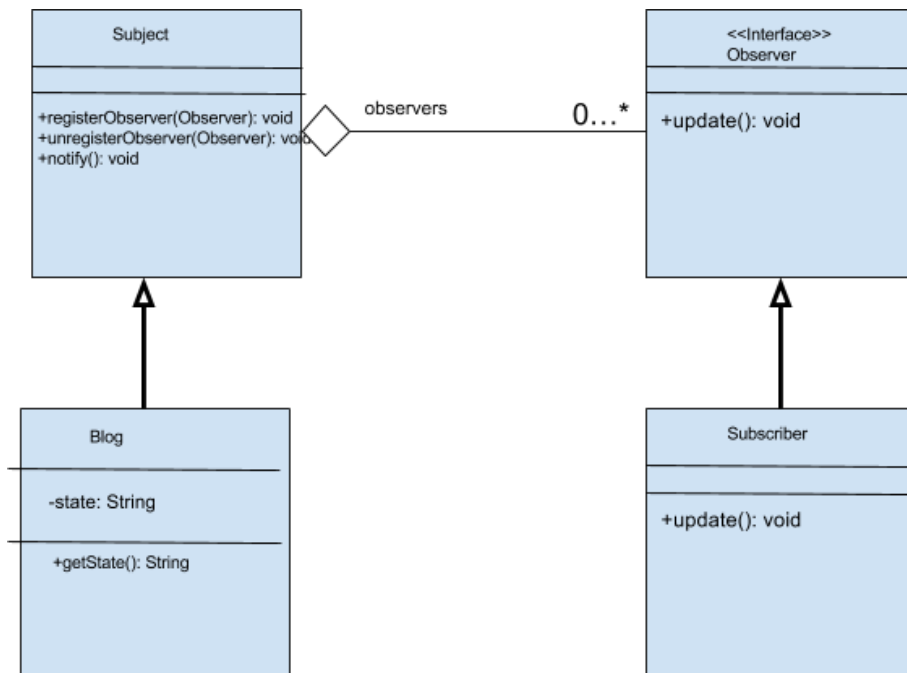 Subject
+registerObserver(Observer): void
+unregisterObserver(Observer): void
+notify(): void
observers
0...*
<<Interface>>
Observer
+update(): void
Blog
-state: String
+getState(): String
Subscriber
+update(): void